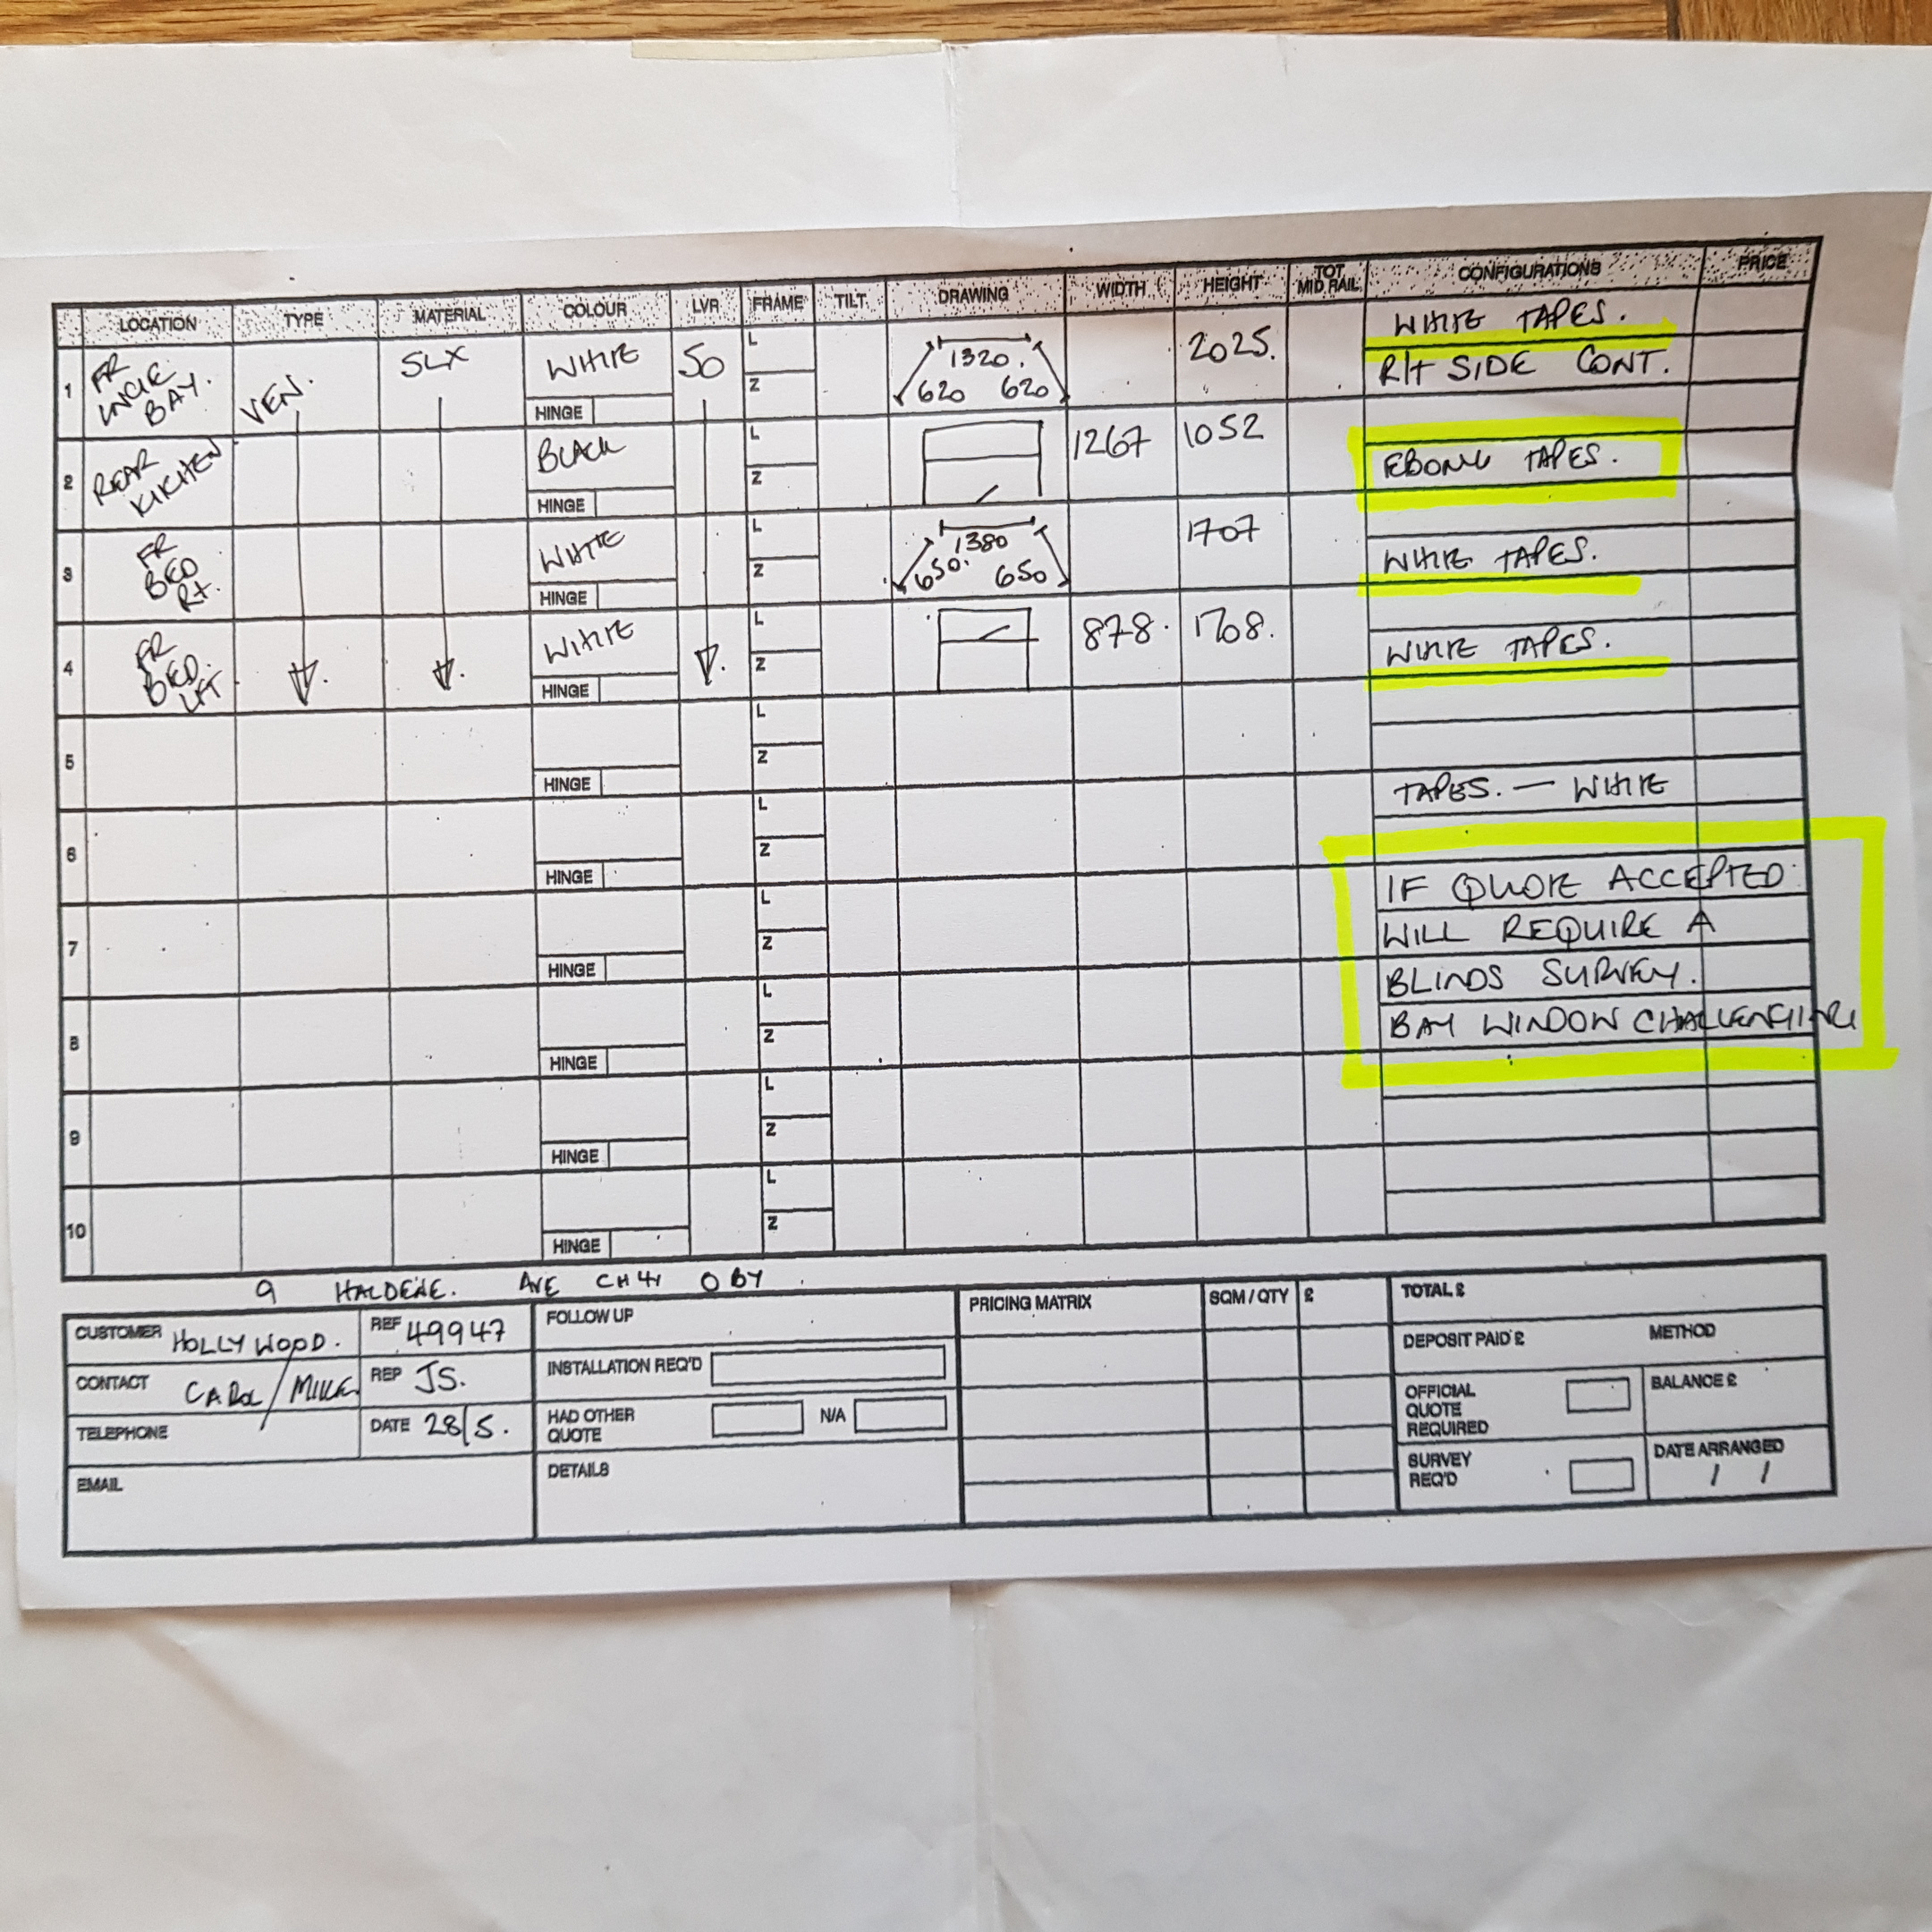 LOCATION TYPE MATERIAL COLOUR LVR FRAME TILT DRAWING WIDTH HEIGHT TOT MID RAIL CONFIGURATIONS PRICE
1 FR BAY. VEN. SLX WHITE 50 L Z 1320. 620 620 2025. WHITE TAPES.
R/H SIDE CONT.
HINGE
2 REAR KITCHEN BLACK L Z 1267 1052 EBONY TAPES.
HINGE
3 FR BED RT. WHITE L Z 1380 650. 650 1707 WHITE TAPES.
HINGE
4 FR BED. LFT WHITE L Z 878. 1708. WHITE TAPES.
HINGE
5 L Z
HINGE
TAPES. — WHITE
6 L Z
HINGE
IF QUOTE ACCEPTED
7 L Z
WILL REQUIRE A
HINGE
BLINDS SURVEY.
8 L Z
BAY WINDOW CHALLENGING
HINGE
9 L Z
HINGE
10 L Z
HINGE
9 AVE CH41 0BY
CUSTOMER HOLLYWOOD. REF 49947
CONTACT CAROL/MIKE REP JS.
TELEPHONE DATE 28/5.
EMAIL
FOLLOW UP
INSTALLATION REQ'D
HAD OTHER QUOTE N/A
DETAILS
PRICING MATRIX SQM / QTY £
TOTAL £
DEPOSIT PAID £ METHOD
OFFICIAL QUOTE REQUIRED BALANCE £
SURVEY REQ'D DATE ARRANGED
/ /